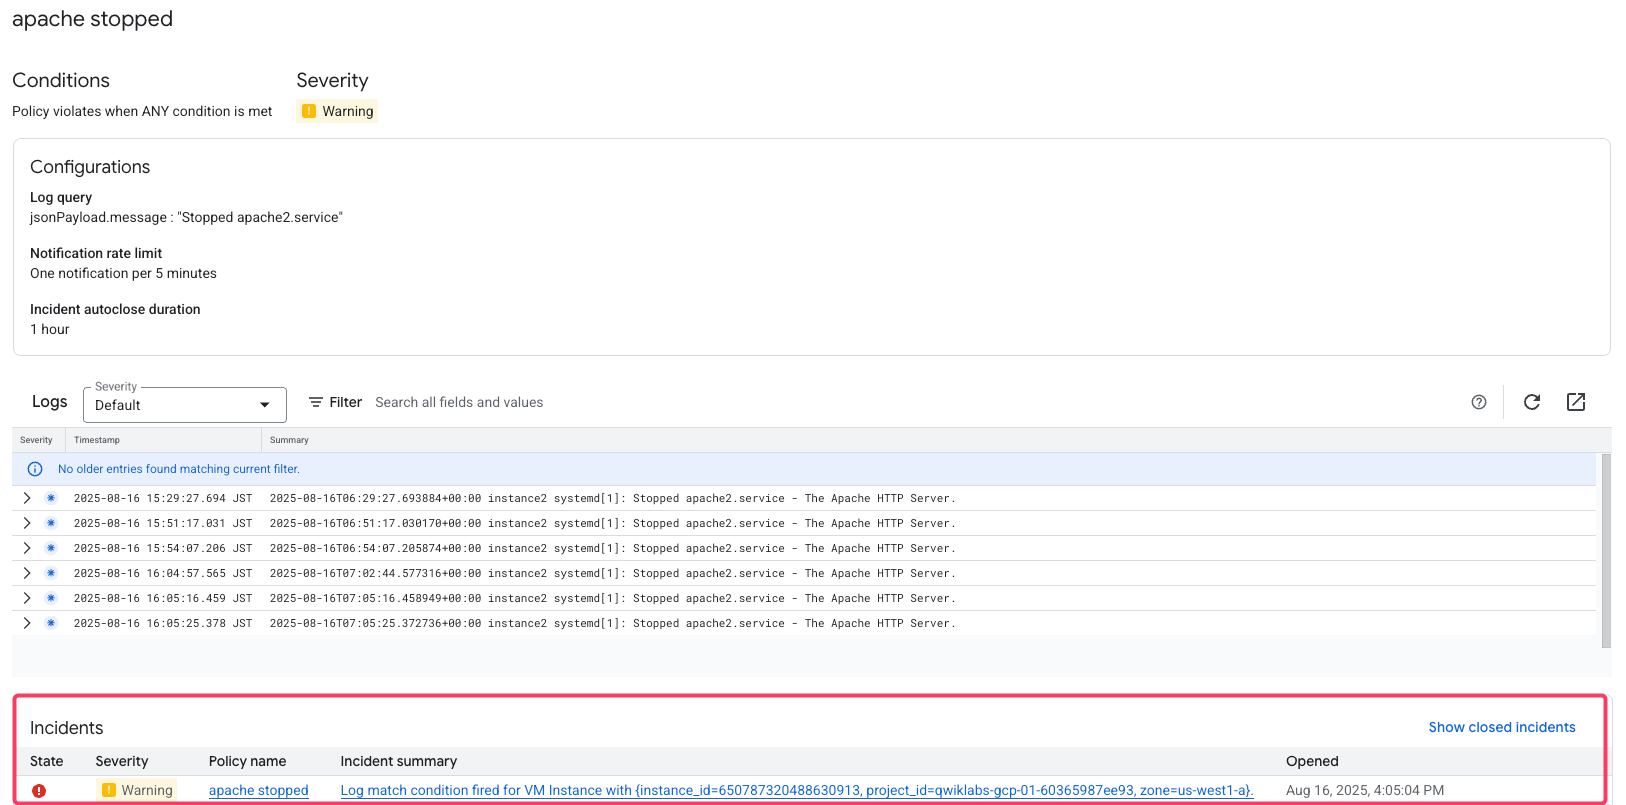 apache stopped
Conditions
Severity
Policy violates when ANY condition is met
Warning
Configurations
Log query
jsonPayload.message : "Stopped apache2.service"
Notification rate limit
One notification per 5 minutes
Incident autoclose duration
1 hour
Logs
Severity
Default
Filter
Search all fields and values
Severity Timestamp Summary
No older entries found matching current filter.
2025-08-16 15:29:27.694 JST 2025-08-16T06:29:27.693884+00:00 instance2 systemd[1]: Stopped apache2.service - The Apache HTTP Server.
2025-08-16 15:51:17.031 JST 2025-08-16T06:51:17.030170+00:00 instance2 systemd[1]: Stopped apache2.service - The Apache HTTP Server.
2025-08-16 15:54:07.206 JST 2025-08-16T06:54:07.205874+00:00 instance2 systemd[1]: Stopped apache2.service - The Apache HTTP Server.
2025-08-16 16:04:57.565 JST 2025-08-16T07:02:44.577316+00:00 instance2 systemd[1]: Stopped apache2.service - The Apache HTTP Server.
2025-08-16 16:05:16.459 JST 2025-08-16T07:05:16.458949+00:00 instance2 systemd[1]: Stopped apache2.service - The Apache HTTP Server.
2025-08-16 16:05:25.378 JST 2025-08-16T07:05:25.372736+00:00 instance2 systemd[1]: Stopped apache2.service - The Apache HTTP Server.
Incidents
Show closed incidents
State Severity Policy name Incident summary Opened
Warning apache stopped Log match condition fired for VM Instance with {instance_id=650787320488630913, project_id=qwiklabs-gcp-01-60365987ee93, zone=us-west1-a}. Aug 16, 2025, 4:05:04 PM